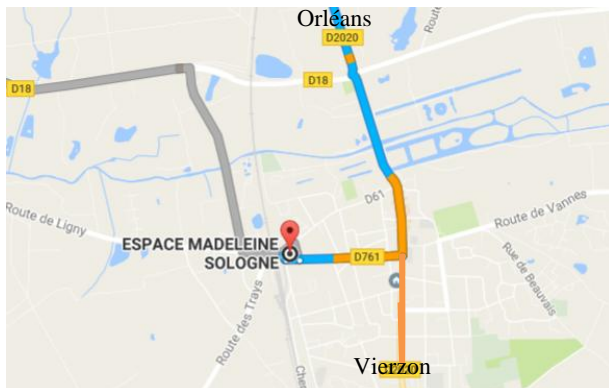 Orléans
D2020
D18
D18
D61
Route de Vannes
Route de Ligny
ESPACE MADELEINE
SOLOGNE
D761
Rue de Beauvais
Route des Trays
Vierzon